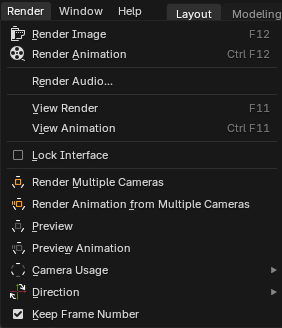 Render Window Help Layout Modeling
Render Image F12
Render Animation Ctrl F12
Render Audio...
View Render F11
View Animation Ctrl F11
Lock Interface
Render Multiple Cameras
Render Animation from Multiple Cameras
Preview
Preview Animation
Camera Usage
Direction
Keep Frame Number